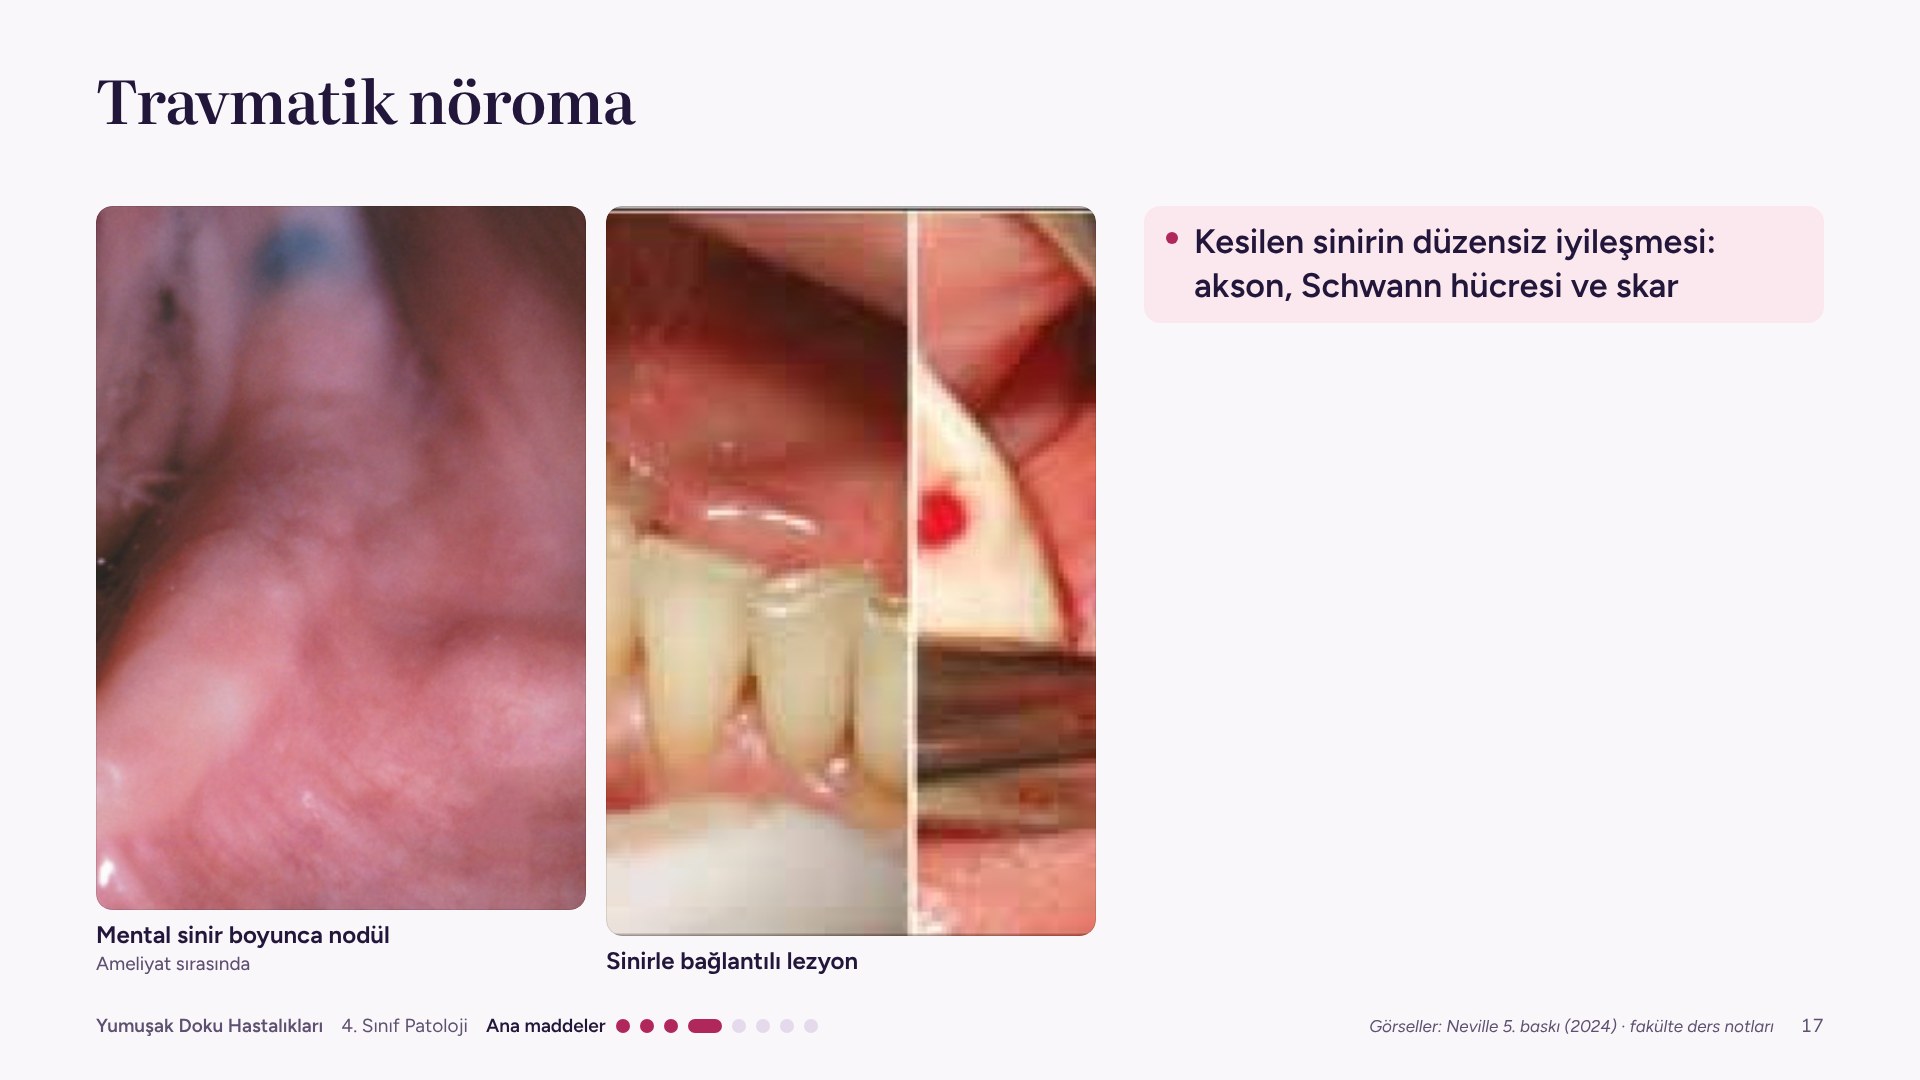 Travmatik nöroma
Kesilen sinirin düzensiz iyileşmesi:
akson, Schwann hücresi ve skar
Mental sinir boyunca nodül
Ameliyat sırasında
Sinirle bağlantılı lezyon
Yumuşak Doku Hastalıkları 4. Sınıf Patoloji Ana maddeler
Görseller: Neville 5. baskı (2024) · fakülte ders notları 17